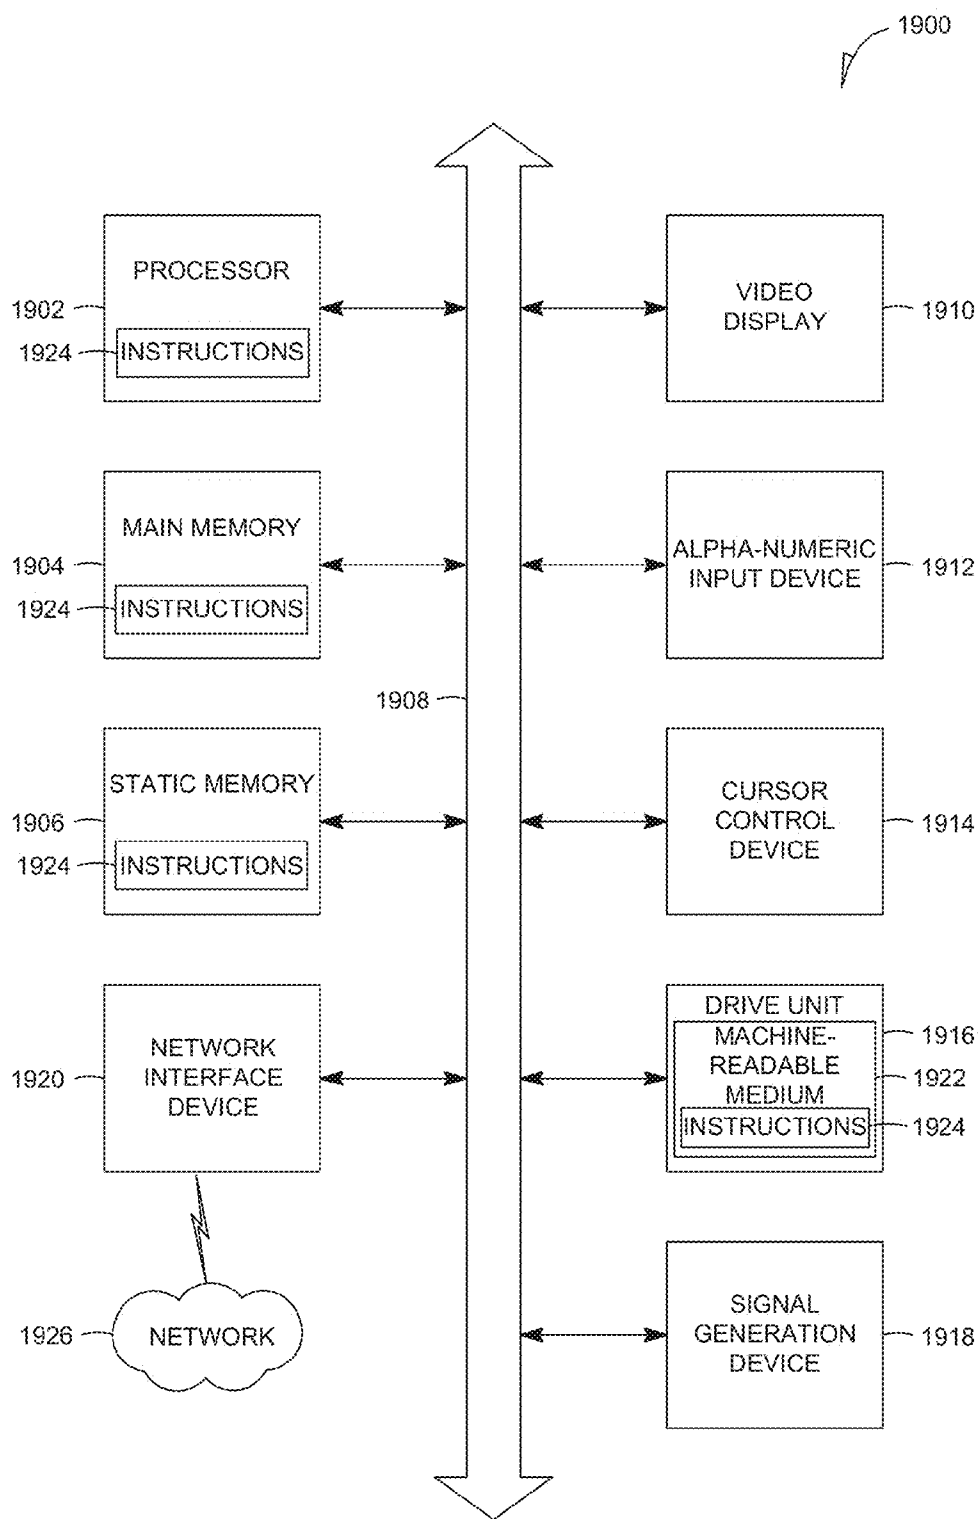 1900
PROCESSOR
1902
1924
INSTRUCTIONS
VIDEO
DISPLAY
1910
MAIN MEMORY
1904
1924
INSTRUCTIONS
ALPHA-NUMERIC
INPUT DEVICE
1912
1908
STATIC MEMORY
1906
1924
INSTRUCTIONS
CURSOR
CONTROL
DEVICE
1914
NETWORK
INTERFACE
DEVICE
1920
DRIVE UNIT
1916
MACHINE-
READABLE
MEDIUM
1922
INSTRUCTIONS
1924
1926
NETWORK
SIGNAL
GENERATION
DEVICE
1918